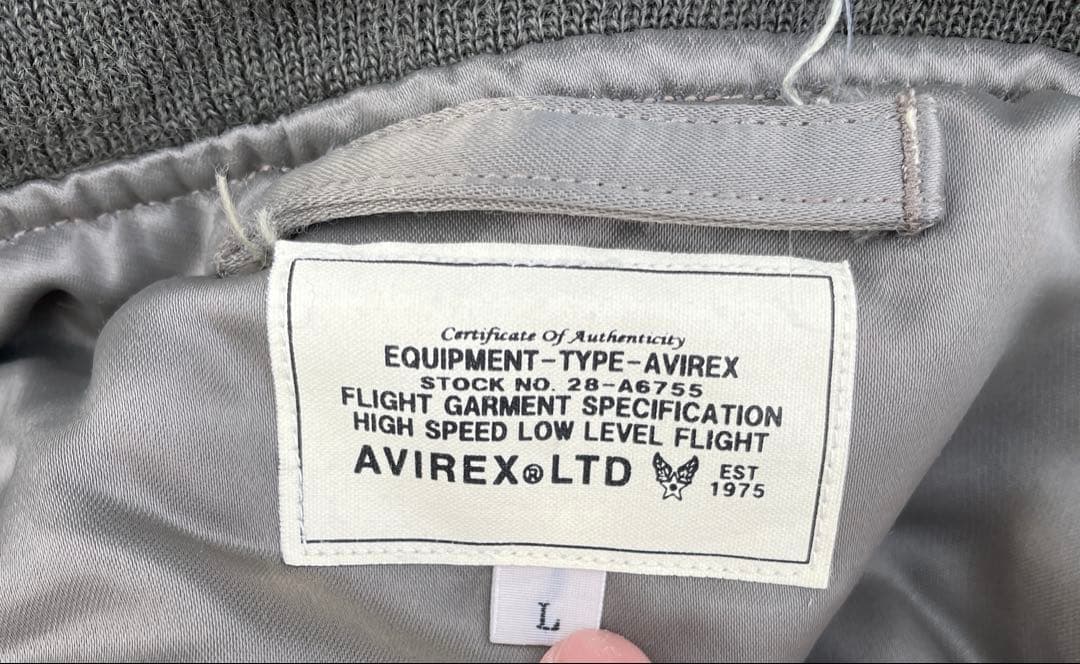 Certificate Of Authenticity
EQUIPMENT-TYPE-AVIREX
STOCK NO. 28-A6755
FLIGHT GARMENT SPECIFICATION
HIGH SPEED LOW LEVEL FLIGHT
AVIREX® LTD EST 1975
L